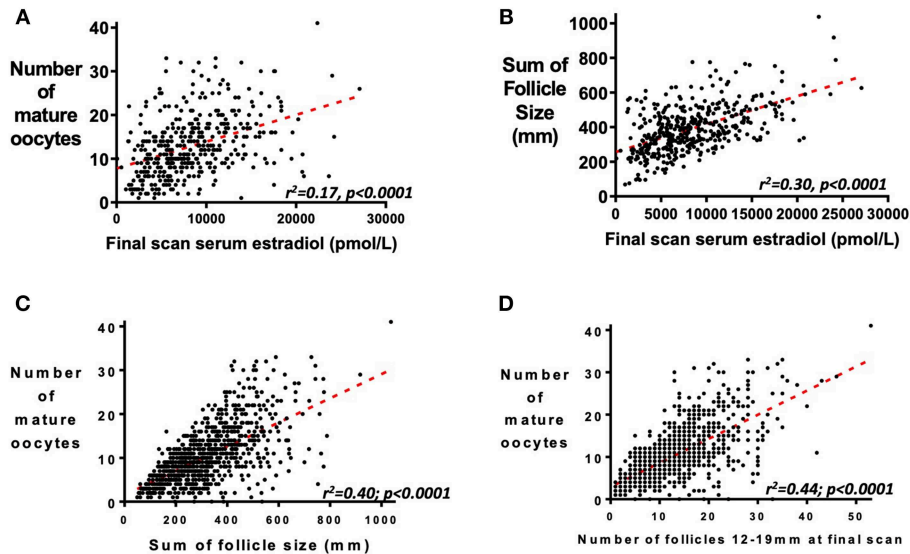 A
Number
of
mature
oocytes
40
30
20
10
0
r²=0.17, p<0.0001
0 10000 20000 30000
Final scan serum estradiol (pmol/L)
B
Sum of
Follicle
Size
(mm)
1000
800
600
400
200
0
r²=0.30, p<0.0001
0 5000 10000 15000 20000 25000 30000
Final scan serum estradiol (pmol/L)
C
Number
of
mature
oocytes
40
30
20
10
0
r²=0.40; p<0.0001
0 200 400 600 800 1000
Sum of follicle size (mm)
D
Number
of
mature
oocytes
40
30
20
10
0
r²=0.44; p<0.0001
0 10 20 30 40 50
Number of follicles 12-19mm at final scan